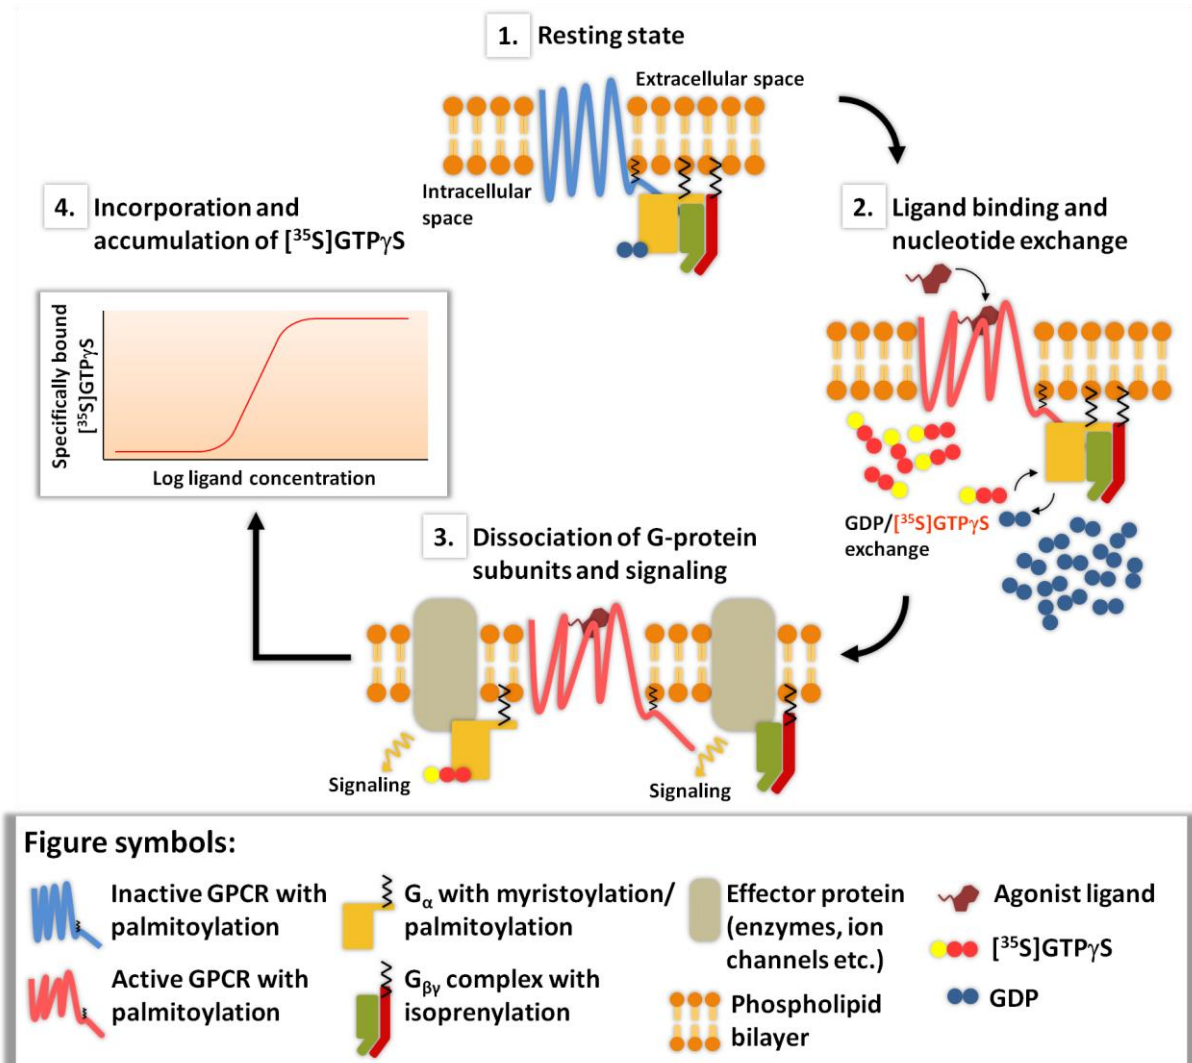 1. Resting state
Extracellular space
Intracellular
space
2. Ligand binding and
nucleotide exchange
GDP/[³⁵S]GTPγS
exchange
3. Dissociation of G-protein
subunits and signaling
Signaling
Signaling
4. Incorporation and
accumulation of [³⁵S]GTPγS
Specifically bound
[³⁵S]GTPγS
Log ligand concentration
Figure symbols:
Inactive GPCR with
palmitoylation
Active GPCR with
palmitoylation
Gα with myristoylation/
palmitoylation
Gβγ complex with
isoprenylation
Effector protein
(enzymes, ion
channels etc.)
Phospholipid
bilayer
Agonist ligand
[³⁵S]GTPγS
GDP